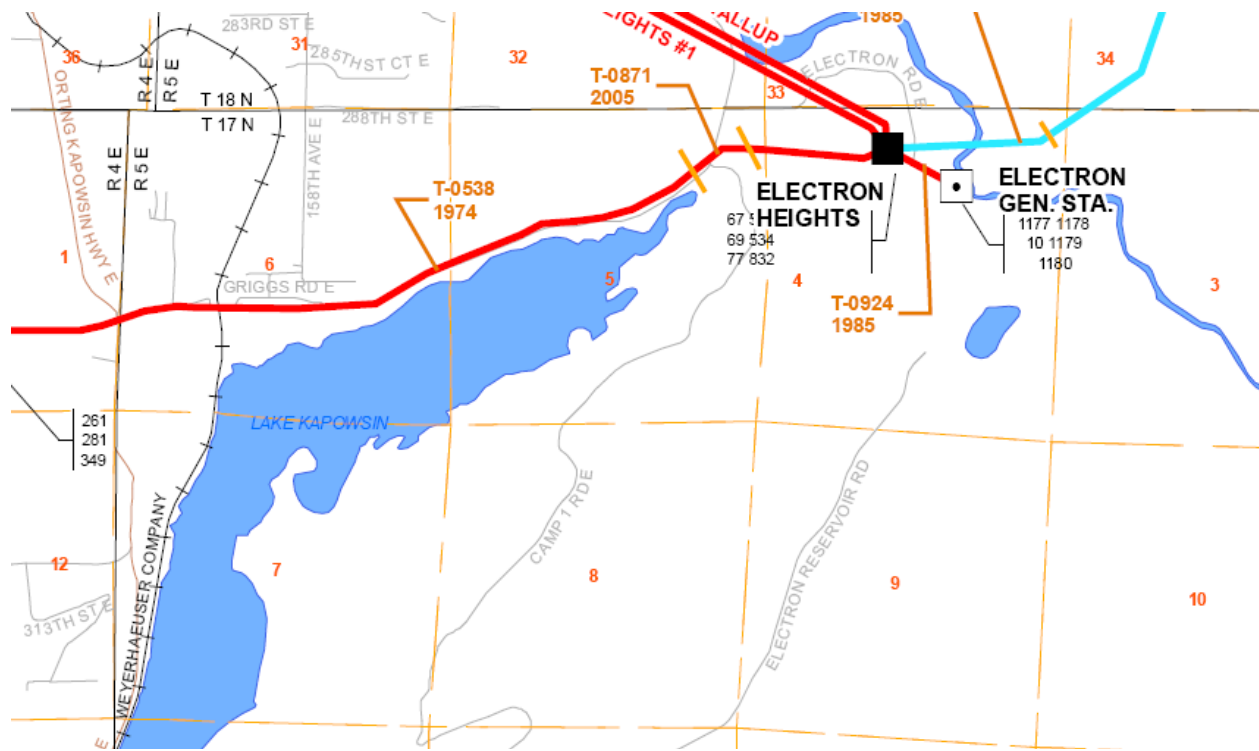 283RD ST E
36
31
285TH ST CT E
32
EIGHTS #1
ALLUP
1985
34
ORTING KAPOWSIN HWY E
R 4 E
R 5 E
T 18 N
T 17 N
288TH ST E
T-0871
2005
33
ELECTRON RD E
R 4 E
R 5 E
158TH AVE E
T-0538
1974
ELECTRON
HEIGHTS
ELECTRON
GEN. STA.
67
69 534
77 832
1177 1178
10 1179
1180
1
6
GRIGGS RD E
5
4
3
T-0924
1985
261
281
349
LAKE KAPOWSIN
WEYERHAEUSER COMPANY
CAMP 1 RD E
ELECTRON RESERVOIR RD
12
7
8
9
10
313TH ST E
E